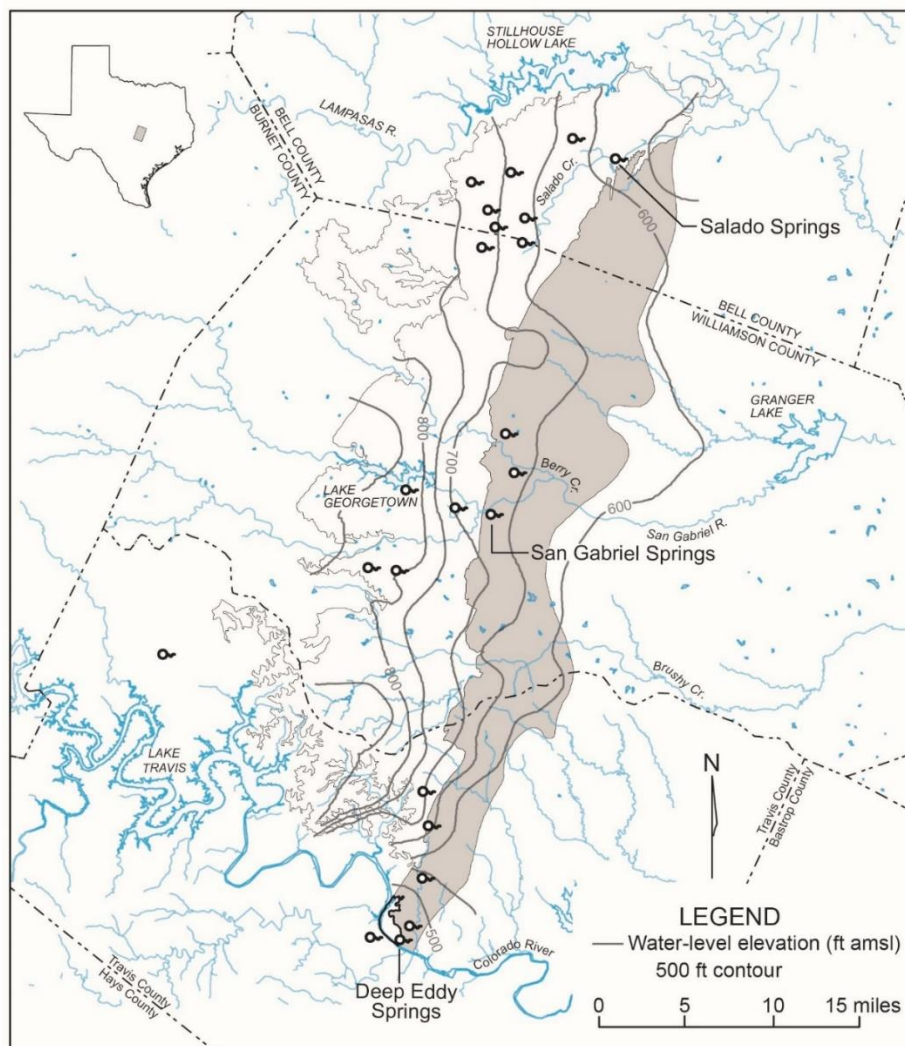 STILLHOUSE
HOLLOW LAKE
LAMPASAS R.
BELL COUNTY
BURNET COUNTY
Salado Cr.
600
Salado Springs
BELL COUNTY
WILLIAMSON COUNTY
GRANGER
LAKE
800
700
Berry Cr.
LAKE
GEORGETOWN
600
San Gabriel R.
San Gabriel Springs
800
Brushy Cr.
LAKE
TRAVIS
N
Travis County
Bastrop County
LEGEND
Water-level elevation (ft amsl)
500 ft contour
500
Colorado River
Travis County
Hays County
Deep Eddy
Springs
0 5 10 15 miles